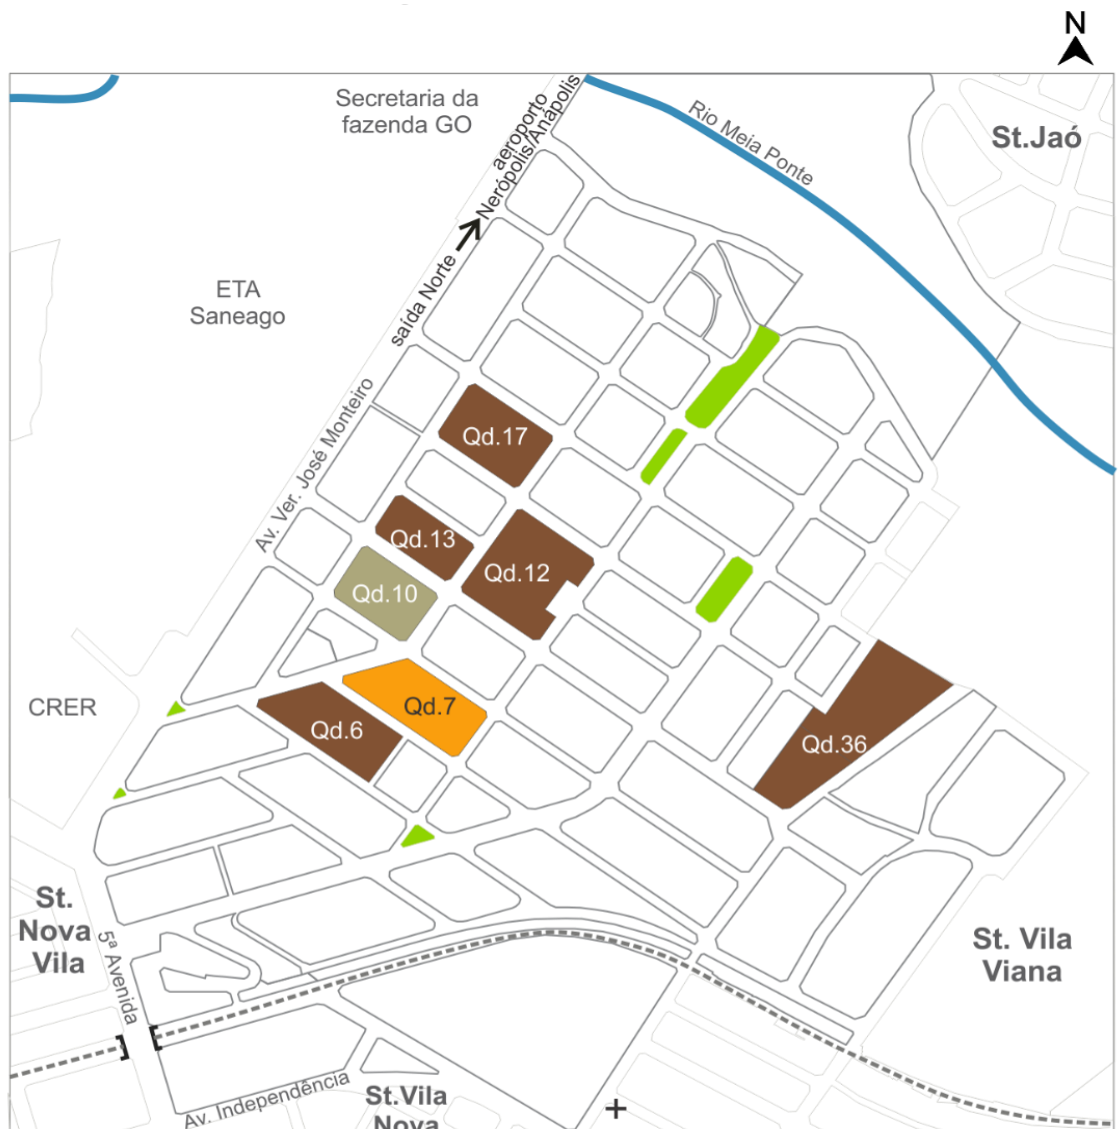 N
Secretaria da
fazenda GO
aeroporto
Nerópolis/Anápolis
Rio Meia Ponte
St.Jaó
saída Norte
ETA
Saneago
Av. Ver. José Monteiro
Qd.17
Qd.13
Qd.12
Qd.10
CRER
Qd.7
Qd.6
Qd.36
St.
Nova
Vila
5ª Avenida
St. Vila
Viana
Av. Independência
St.Vila
Nova